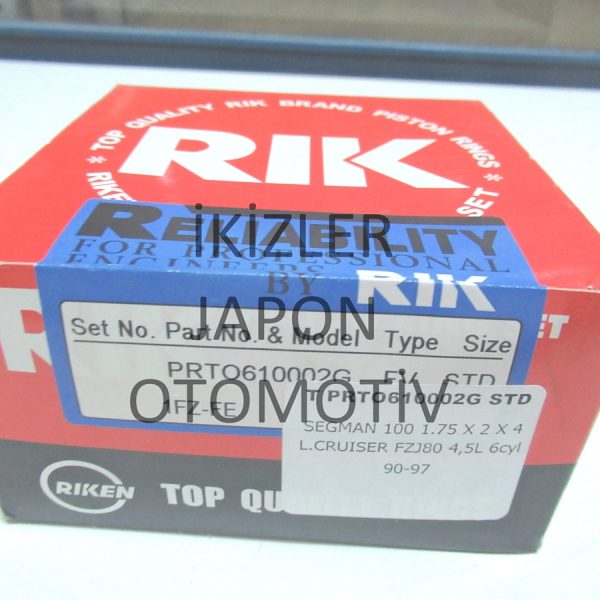 * TOP QUALITY RIK BRAND PISTON RINGS *
RIKEN
SET
RIK
RELIABILITY
FOR PROFESSIONAL
ENGINEERS
BY RIK
Set No. Part No. & Model Type Size
PRTO610002G STD
1FZ-FE
T PRTO610002G STD
SEGMAN 100 1.75 X 2 X 4
L.CRUISER FZJ80 4,5L 6cyl
90-97
RIKEN
TOP
ET
İKİZLER
JAPON
OTOMOTİV